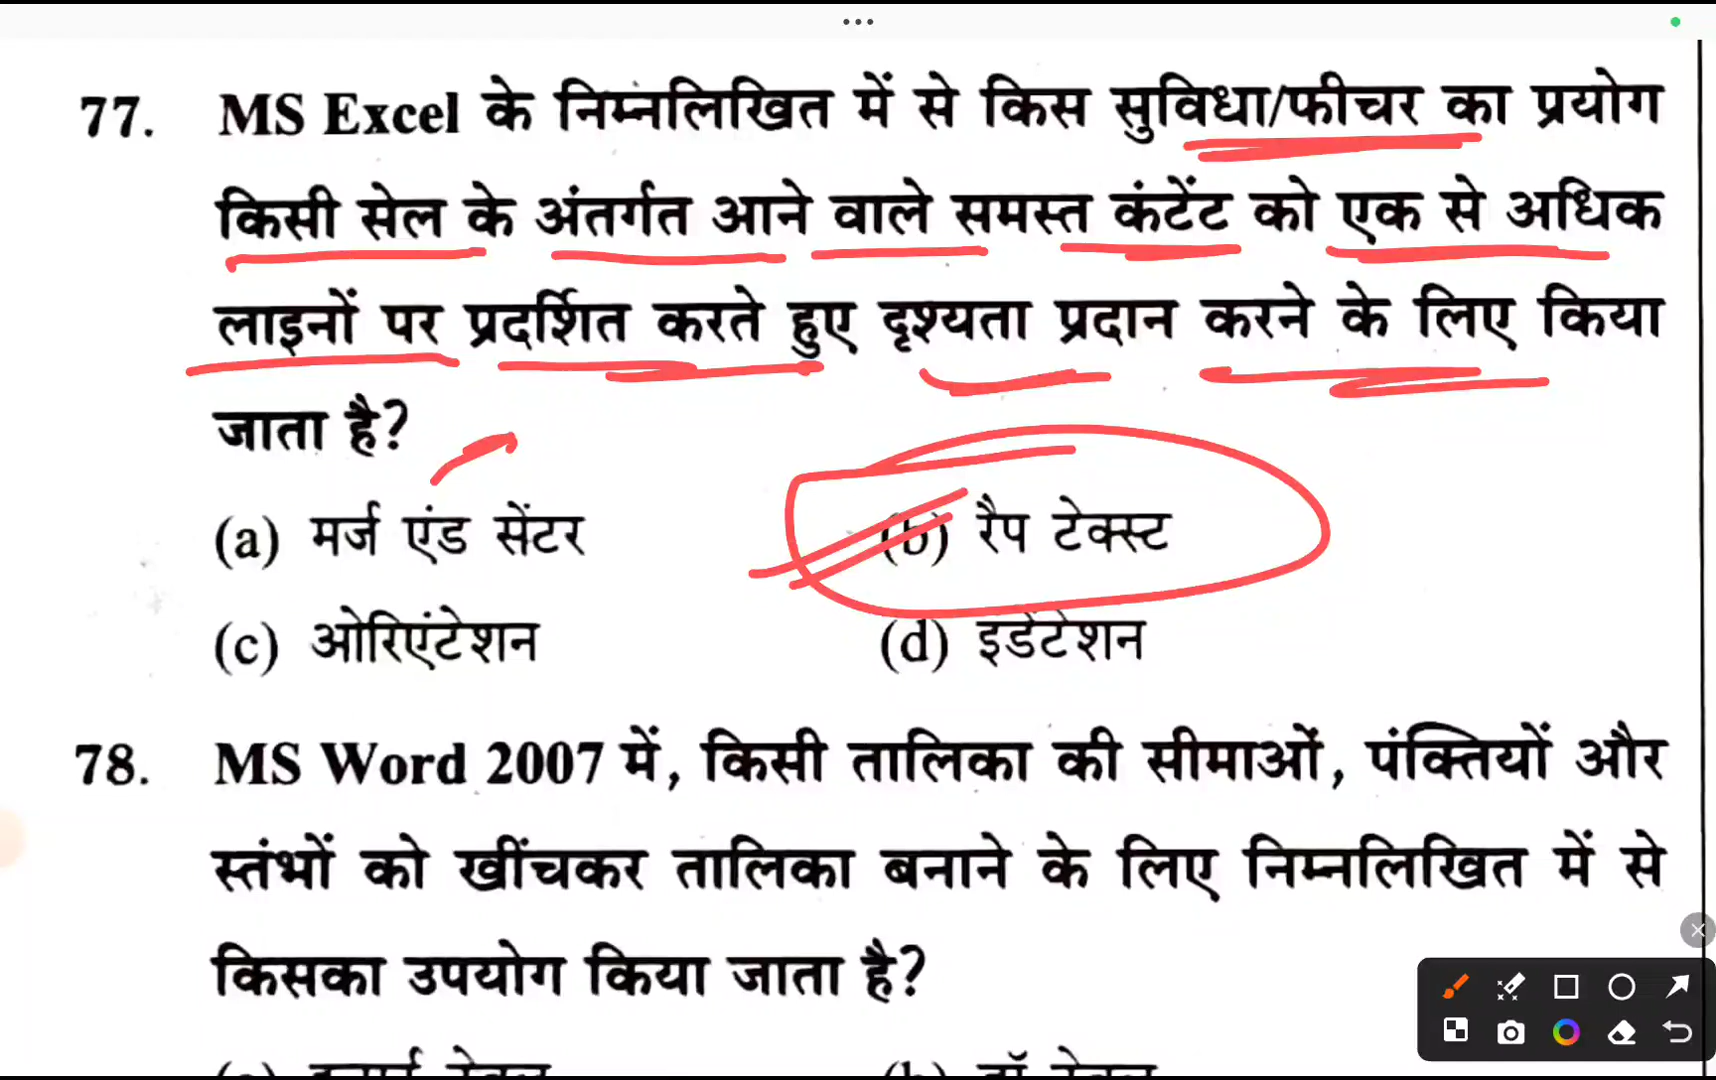 77. MS Excel के निम्नलिखित में से किस सुविधा/फीचर का प्रयोग
किसी सेल के अंतर्गत आने वाले समस्त कंटेंट को एक से अधिक
लाइनों पर प्रदर्शित करते हुए दृश्यता प्रदान करने के लिए किया
जाता है?
(a) मर्ज एंड सेंटर (b) रैप टेक्स्ट
(c) ओरिएंटेशन (d) इडेंटेशन
78. MS Word 2007 में, किसी तालिका की सीमाओं, पंक्तियों और
स्तंभों को खींचकर तालिका बनाने के लिए निम्नलिखित में से
किसका उपयोग किया जाता है?